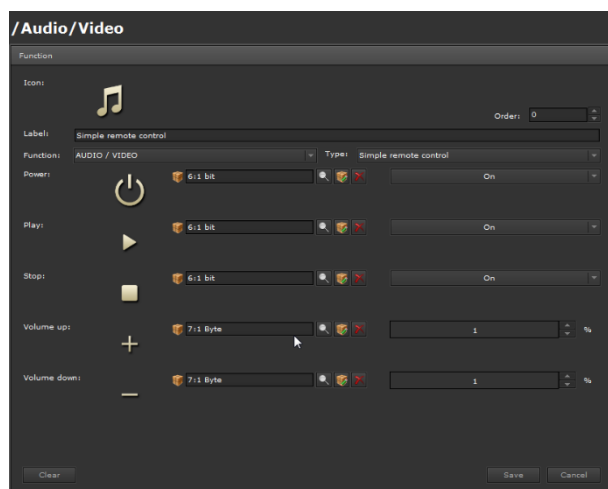 /Audio/Video
Function
Icon:
Order: 0
Label: Simple remote control
Function: AUDIO / VIDEO Type: Simple remote control
Power: 6:1 bit On
Play: 6:1 bit On
Stop: 6:1 bit On
Volume up: 7:1 Byte 1 %
Volume down: 7:1 Byte 1 %
Clear Save Cancel